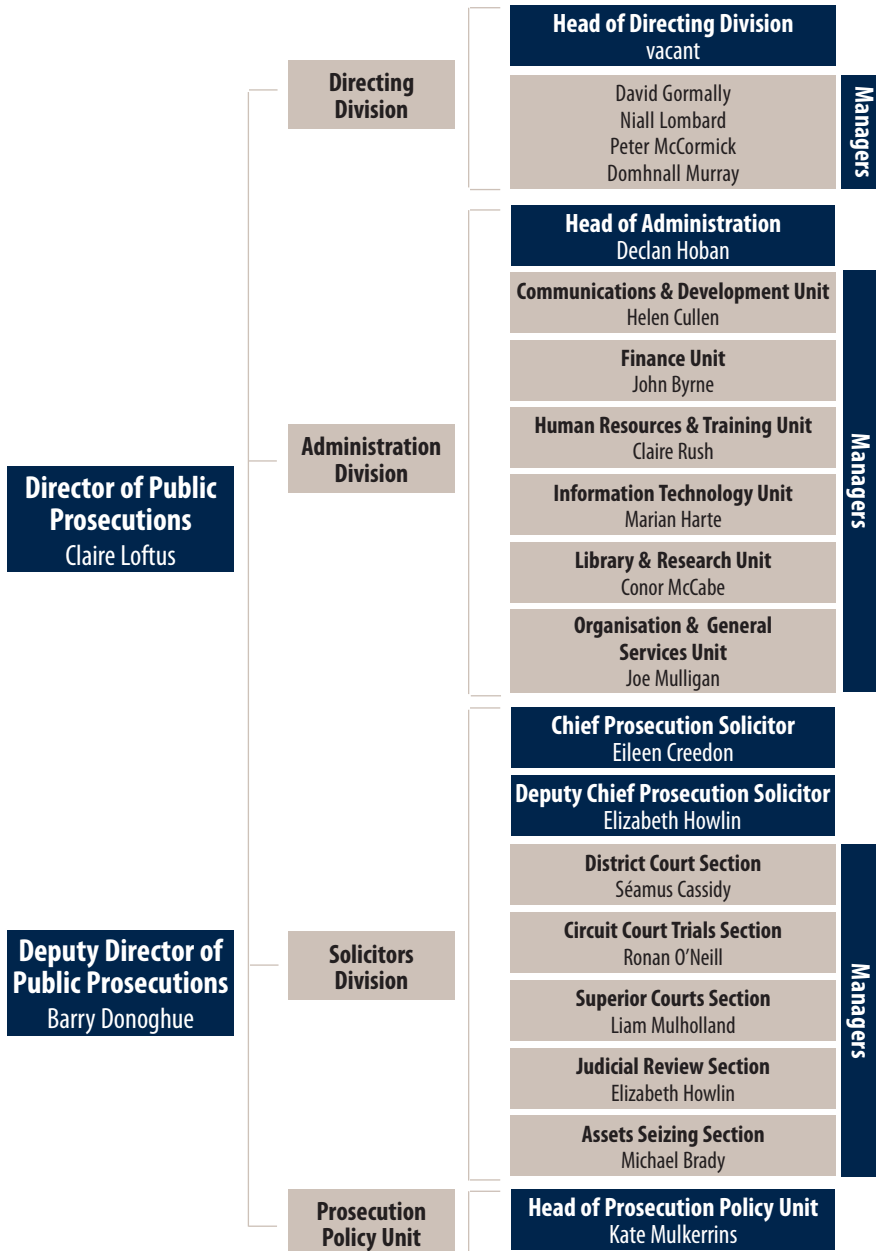 Director of Public
Prosecutions
Claire Loftus
Deputy Director of
Public Prosecutions
Barry Donoghue
Directing
Division
Head of Directing Division
vacant
David Gormally
Niall Lombard
Peter McCormick
Domhnall Murray
Managers
Administration
Division
Head of Administration
Declan Hoban
Communications & Development Unit
Helen Cullen
Finance Unit
John Byrne
Human Resources & Training Unit
Claire Rush
Information Technology Unit
Marian Harte
Library & Research Unit
Conor McCabe
Organisation & General
Services Unit
Joe Mulligan
Managers
Solicitors
Division
Chief Prosecution Solicitor
Eileen Creedon
Deputy Chief Prosecution Solicitor
Elizabeth Howlin
District Court Section
Séamus Cassidy
Circuit Court Trials Section
Ronan O’Neill
Superior Courts Section
Liam Mulholland
Judicial Review Section
Elizabeth Howlin
Assets Seizing Section
Michael Brady
Managers
Prosecution
Policy Unit
Head of Prosecution Policy Unit
Kate Mulkerrins